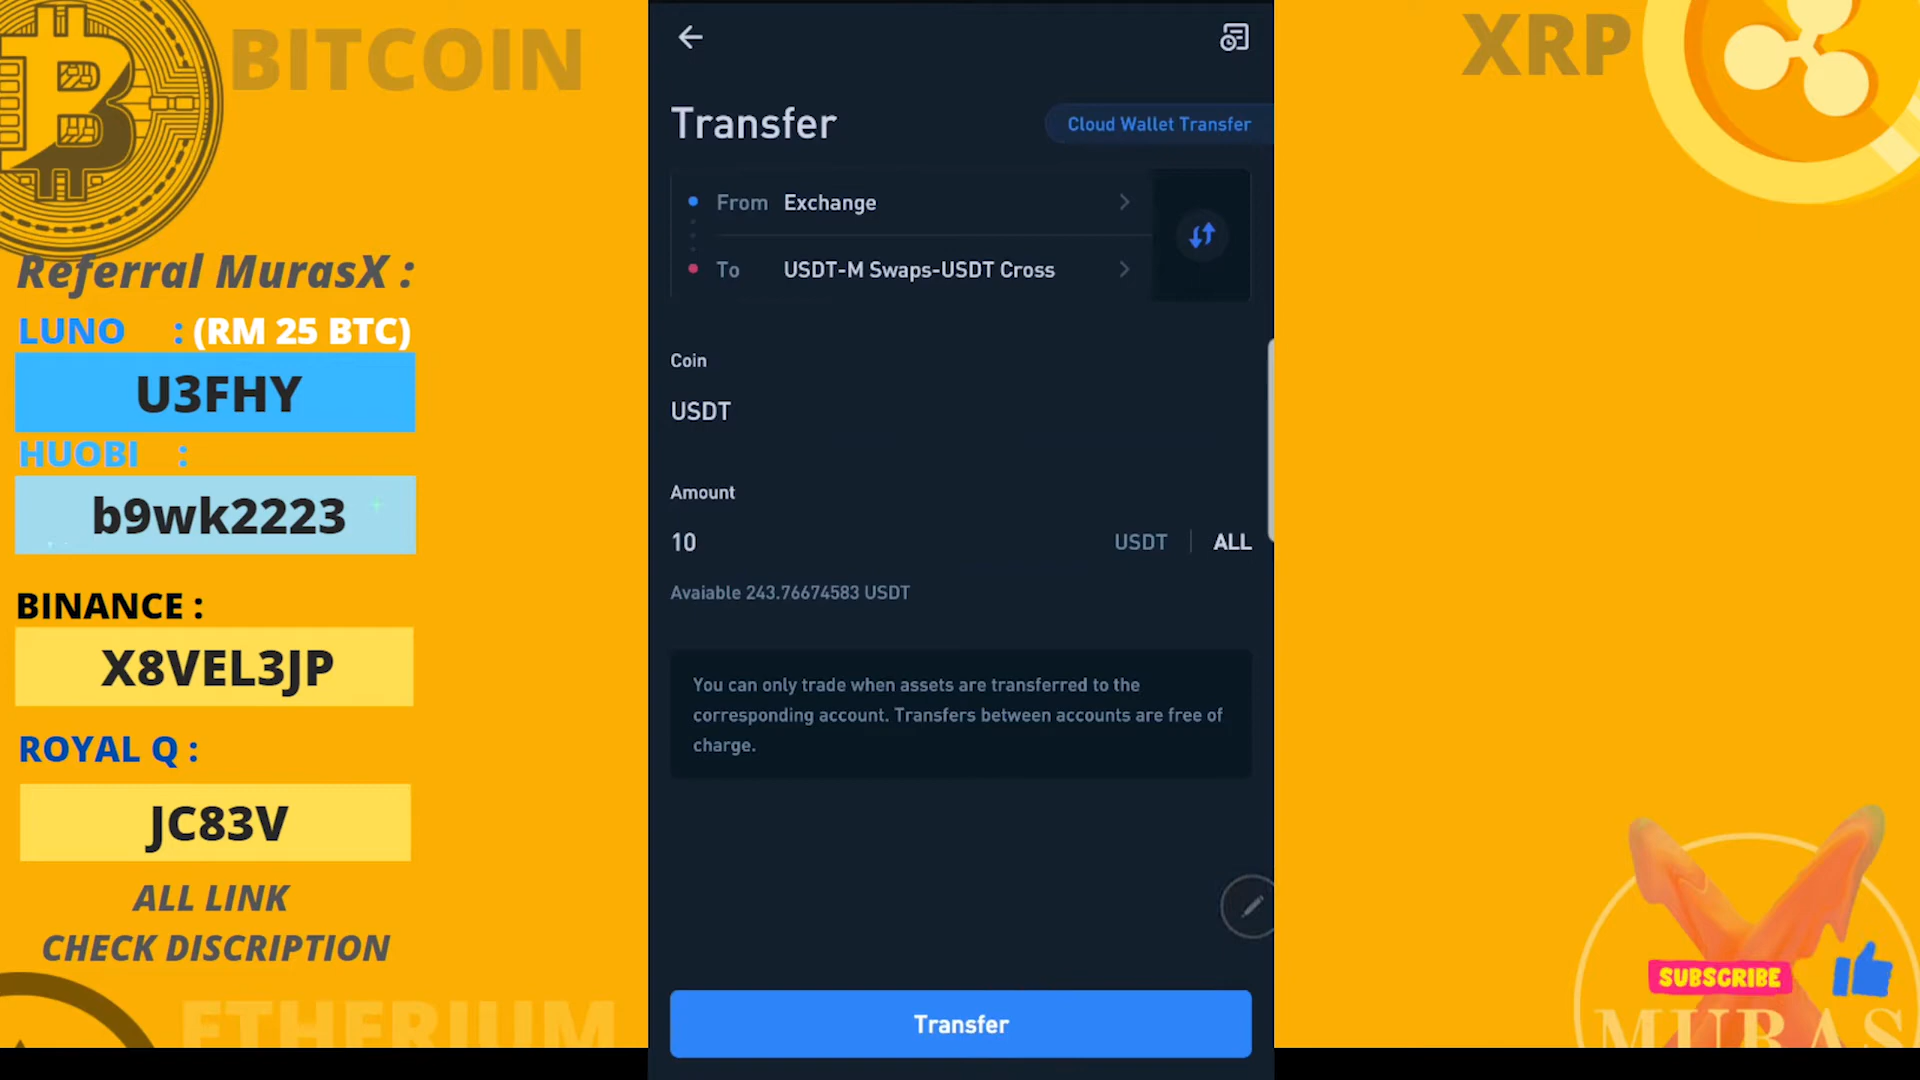 BITCOIN
XRP
Referral MurasX :
LUNO : (RM 25 BTC)
U3FHY
HUOBI :
b9wk2223
BINANCE :
X8VEL3JP
ROYAL Q :
JC83V
ALL LINK
CHECK DISCRIPTION
ETHERIUM
Transfer
Cloud Wallet Transfer
From Exchange
To USDT-M Swaps-USDT Cross
Coin
USDT
Amount
10 USDT ALL
Avaiable 243.76674583 USDT
You can only trade when assets are transferred to the
corresponding account. Transfers between accounts are free of
charge.
Transfer
SUBSCRIBE
MURAS